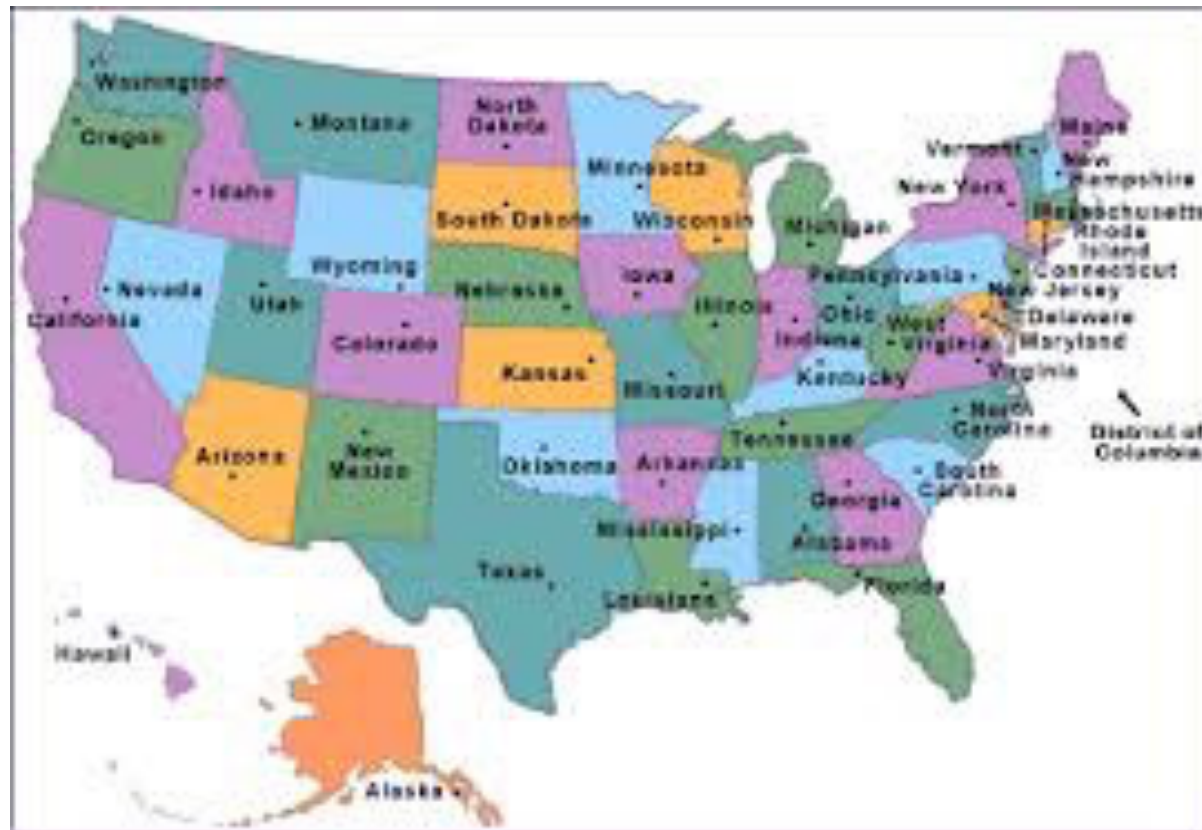 Washington
Montana
North
Dakota
Minnesota
Maine
Vermont
New
Hampshire
Oregon
Idaho
South Dakota
Wisconsin
Michigan
New York
Massachusetts
Rhode
Island
Connecticut
Wyoming
Nebraska
Iowa
Illinois
Indiana
Ohio
Pennsylvania
New Jersey
Delaware
Maryland
Nevada
Utah
California
Colorado
Kansas
Missouri
Kentucky
West
Virginia
Virginia
District of
Columbia
Arizona
New
Mexico
Oklahoma
Arkansas
Tennessee
North
Carolina
South
Carolina
Texas
Louisiana
Mississippi
Alabama
Georgia
Florida
Hawaii
Alaska